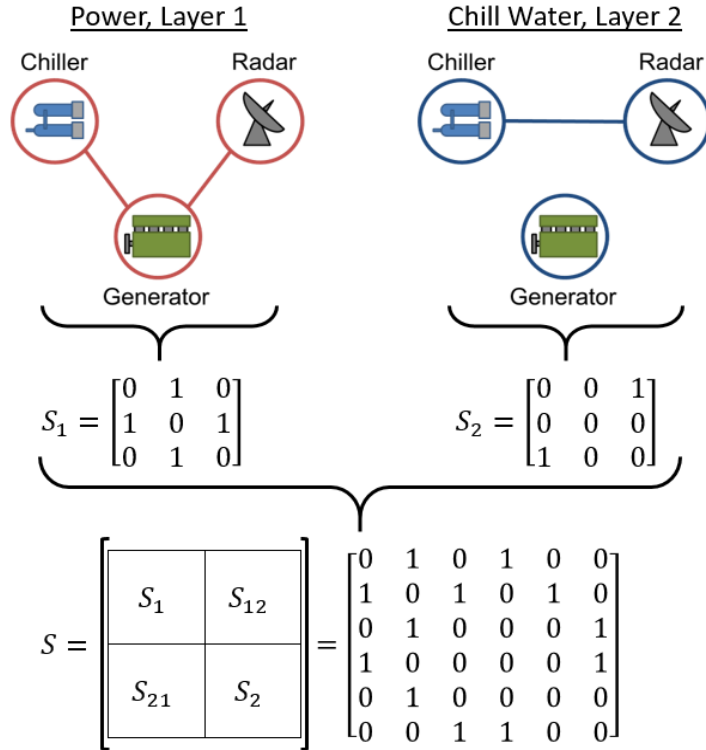 Power, Layer 1
Chill Water, Layer 2
Chiller
Radar
Chiller
Radar
Generator
Generator
S₁ = [0 1 0
1 0 1
0 1 0]
S₂ = [0 0 1
0 0 0
1 0 0]
S = [S₁ S₁₂
S₂₁ S₂]
= [0 1 0 1 0 0
1 0 1 0 1 0
0 1 0 0 0 1
1 0 0 0 0 1
0 1 0 0 0 0
0 0 1 1 0 0]